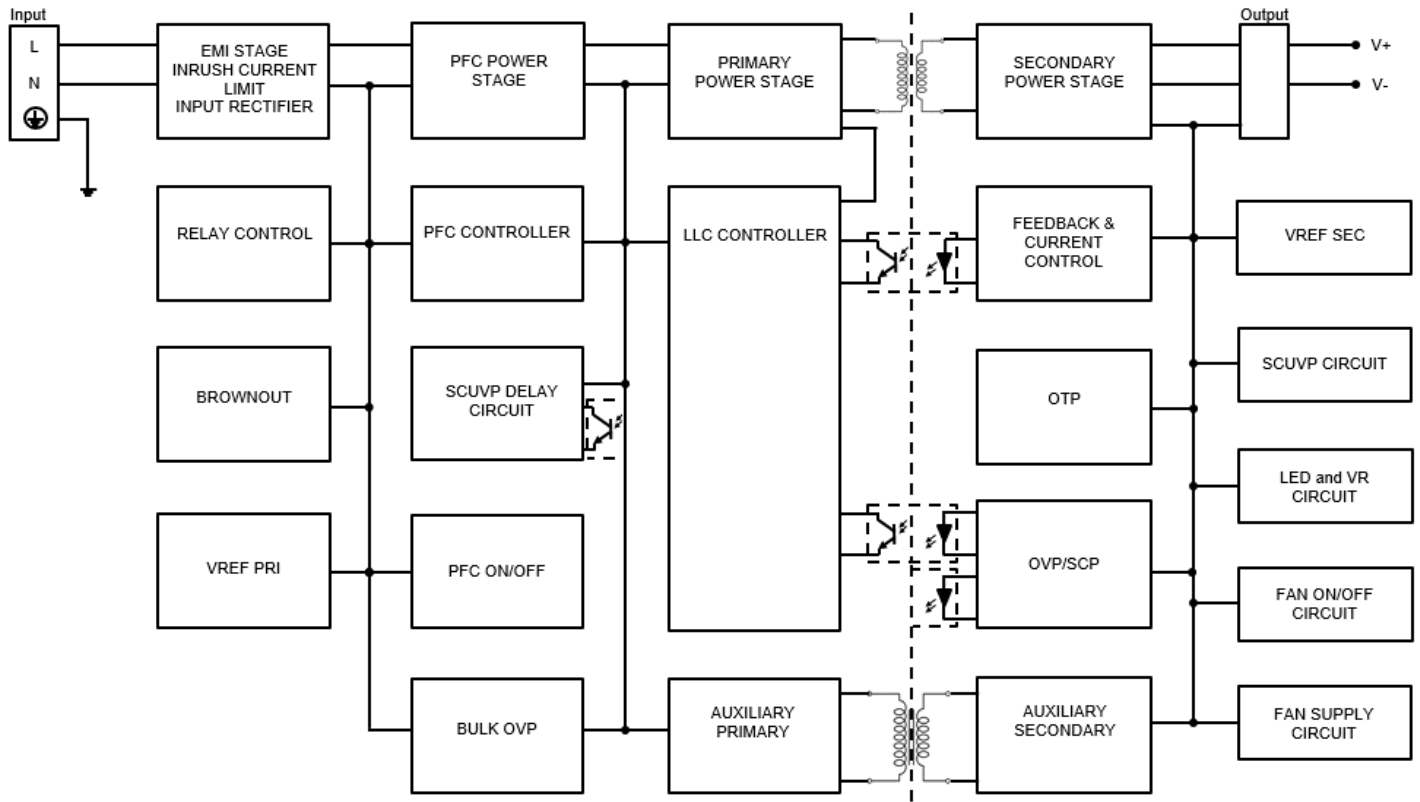 Input
L
N
EMI STAGE
INRUSH CURRENT
LIMIT
INPUT RECTIFIER
PFC POWER
STAGE
PRIMARY
POWER STAGE
SECONDARY
POWER STAGE
Output
V+
V-
RELAY CONTROL
PFC CONTROLLER
LLC CONTROLLER
FEEDBACK &
CURRENT
CONTROL
VREF SEC
BROWNOUT
SCUVP DELAY
CIRCUIT
OTP
SCUVP CIRCUIT
LED and VR
CIRCUIT
VREF PRI
PFC ON/OFF
OVP/SCP
FAN ON/OFF
CIRCUIT
BULK OVP
AUXILIARY
PRIMARY
AUXILIARY
SECONDARY
FAN SUPPLY
CIRCUIT